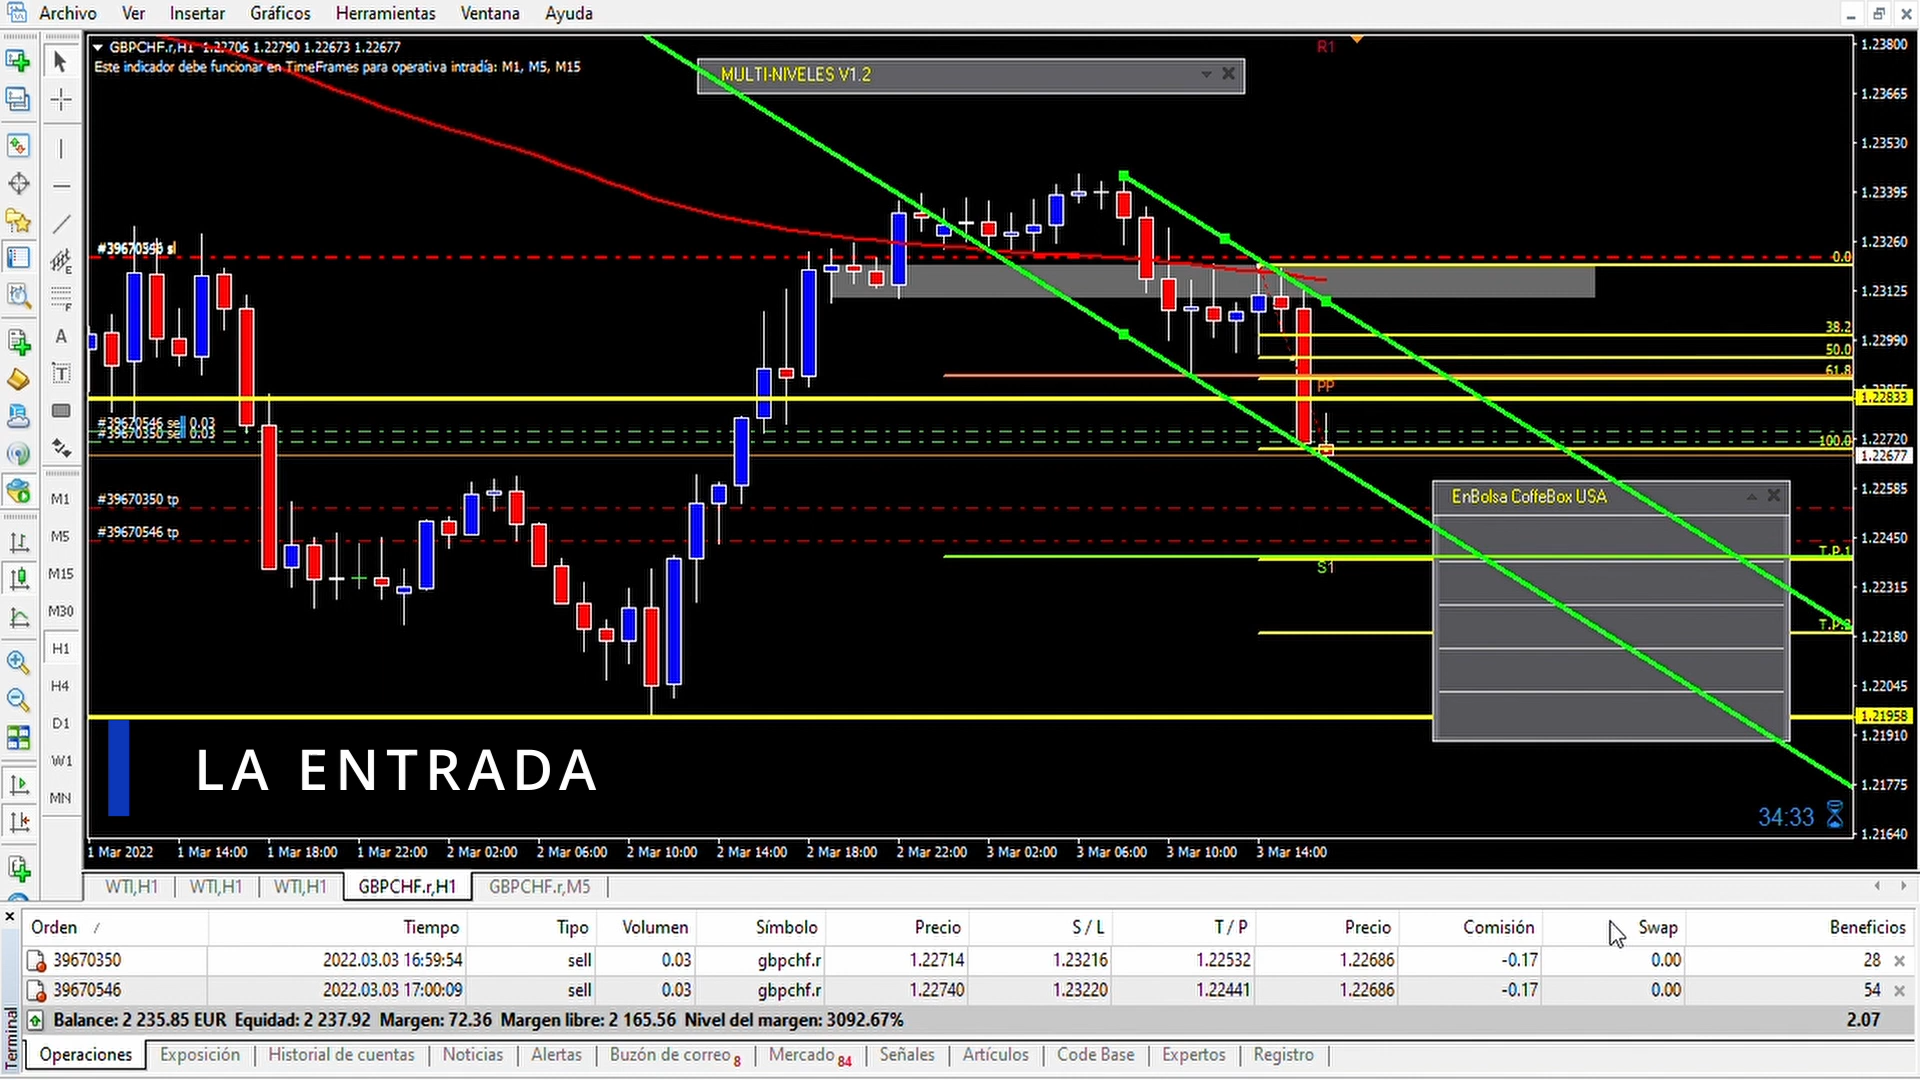 Archivo Ver Insertar Gráficos Herramientas Ventana Ayuda
GBPCHF.r,H1 1.22706 1.22790 1.22673 1.22677
Este indicador debe funcionar en TimeFrames para operativa intradía: M1, M5, M15
MULTI-NIVELES V1.2
R1
1.23800
1.23665
1.23530
1.23395
1.23260
1.23125
1.22990
1.22833
1.22720
1.22677
1.22585
1.22450
1.22315
1.22180
1.22045
1.21958
1.21910
1.21775
1.21640
0.0
38.2
50.0
61.8
100.0
PP
S1
T.P.1
#39670546 sell 0.03
#39670350 sell 0.03
#39670350 tp
#39670546 tp
EnBolsa CoffeBox USA
LA ENTRADA
34:33
A
T
E
F
M1
M5
M15
M30
H1
H4
D1
W1
MN
1 Mar 2022 1 Mar 14:00 1 Mar 18:00 1 Mar 22:00 2 Mar 02:00 2 Mar 06:00 2 Mar 10:00 2 Mar 14:00 2 Mar 18:00 2 Mar 22:00 3 Mar 02:00 3 Mar 06:00 3 Mar 10:00 3 Mar 14:00
WTI,H1 WTI,H1 WTI,H1 GBPCHF.r,H1 GBPCHF.r,M5
Orden / Tiempo Tipo Volumen Símbolo Precio S / L T / P Precio Comisión Swap Beneficios
39670350 2022.03.03 16:59:54 sell 0.03 gbpchf.r 1.22714 1.23216 1.22532 1.22686 -0.17 0.00 28
39670546 2022.03.03 17:00:09 sell 0.03 gbpchf.r 1.22740 1.23220 1.22441 1.22686 -0.17 0.00 54
Balance: 2 235.85 EUR Equidad: 2 237.92 Margen: 72.36 Margen libre: 2 165.56 Nivel del margen: 3092.67% 2.07
Terminal
Operaciones Exposición Historial de cuentas Noticias Alertas Buzón de correo 8 Mercado 84 Señales Artículos Code Base Expertos Registro